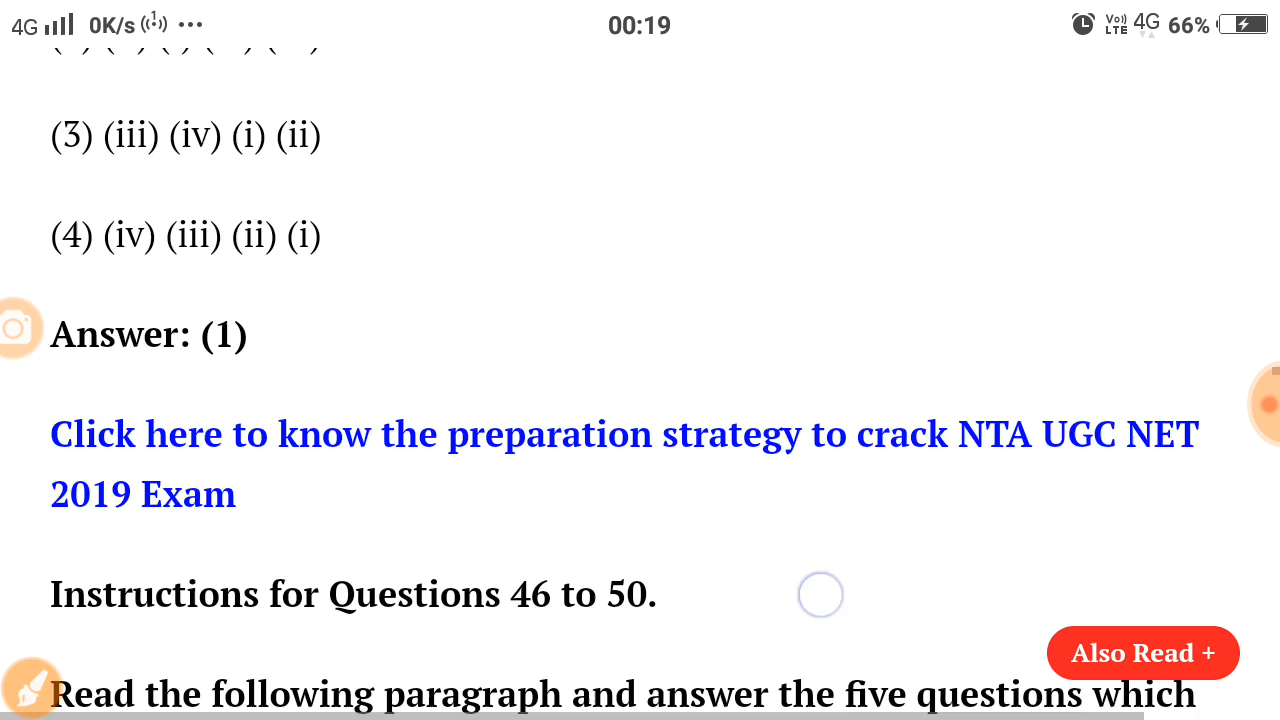 4G 0K/s 00:19 Vo)) LTE 4G 66%
(3) (iii) (iv) (i) (ii)
(4) (iv) (iii) (ii) (i)
Answer: (1)
Click here to know the preparation strategy to crack NTA UGC NET
2019 Exam
Instructions for Questions 46 to 50.
Also Read +
Read the following paragraph and answer the five questions which